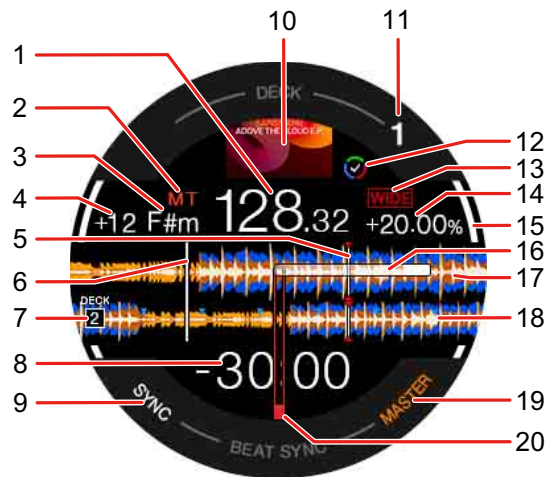 10
11
1
DECK
1
2
12
3
ABOVE THE CLOUD E.P.
13
4
MT
WIDE
14
+12 F#m 128.32 +20.00%
15
5
16
6
17
DECK
7
2
18
8
-30 00
9
SYNC
MASTER
19
BEAT SYNC
20